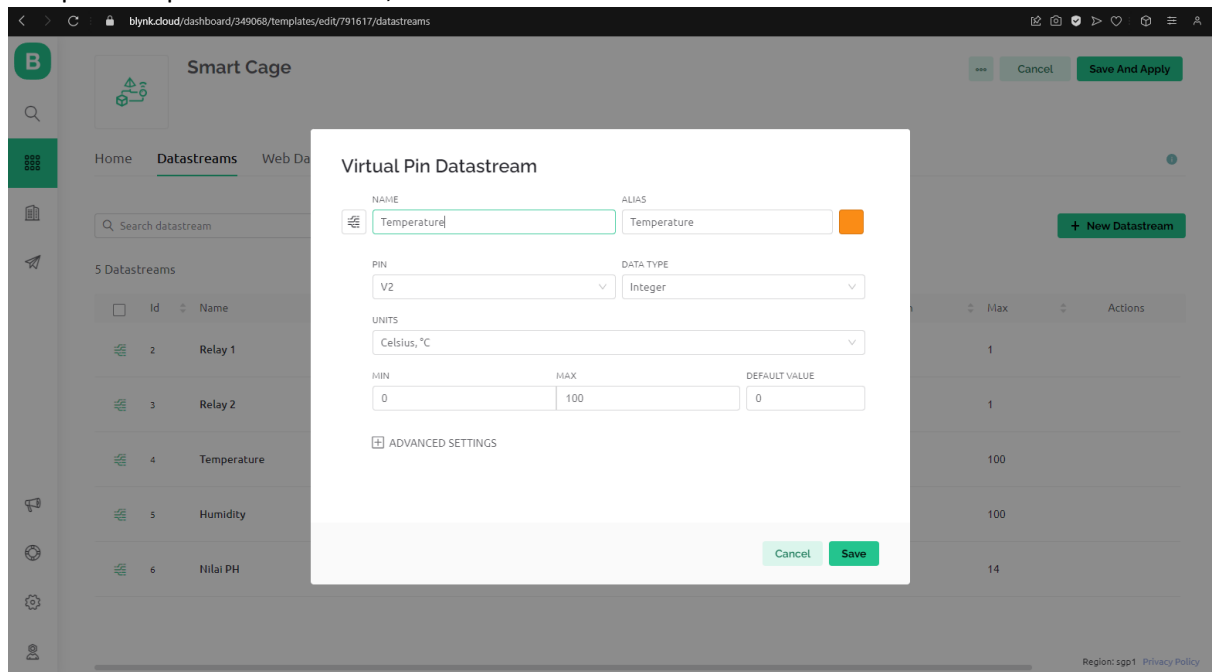 blynk.cloud/dashboard/349068/templates/edit/791617/datastreams
B
Smart Cage
Cancel
Save And Apply
Home Datastreams Web Da
Search datastream
+ New Datastream
5 Datastreams
Id Name Max Actions
2 Relay 1 1
3 Relay 2 1
4 Temperature 100
5 Humidity 100
6 Nilai PH 14
Virtual Pin Datastream
NAME ALIAS
Temperature Temperature
PIN DATA TYPE
V2 Integer
UNITS
Celsius, °C
MIN MAX DEFAULT VALUE
0 100 0
ADVANCED SETTINGS
Cancel Save
Region: sgp1 Privacy Policy